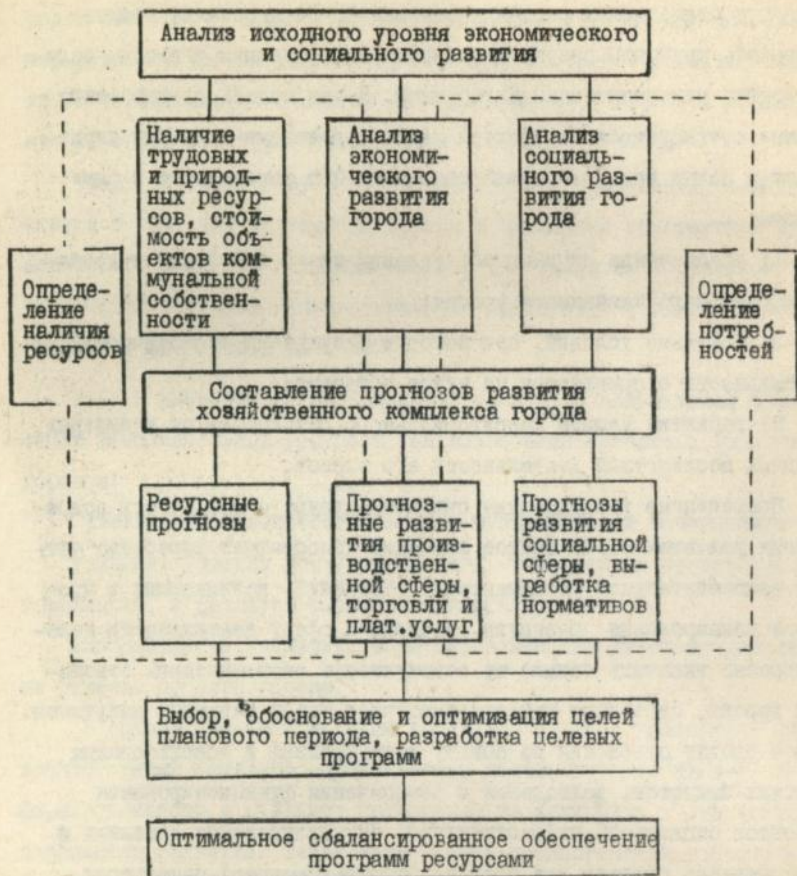 Анализ исходного уровня экономического
и социального развития
Наличие
трудовых
и природ-
ных ресур-
сов, стои-
мость объ-
ектов ком-
мунальной
собствен-
ности
Анализ
экономи-
ческого
развития
города
Анализ
социаль-
ного раз-
вития го-
рода
Опреде-
ление
наличия
ресурсов
Опреде-
ление
потреб-
ностей
Составление прогнозов развития
хозяйственного комплекса города
Ресурсные
прогнозы
Прогноз-
ные разви-
тия произ-
водствен-
ной сферы,
торговли и
плат.услуг
Прогнозы
развития
социальной
сферы, вы-
работка
нормативов
Выбор, обоснование и оптимизация целей
планового периода, разработка целевых
программ
Оптимальное сбалансированное обеспечение
программ ресурсами